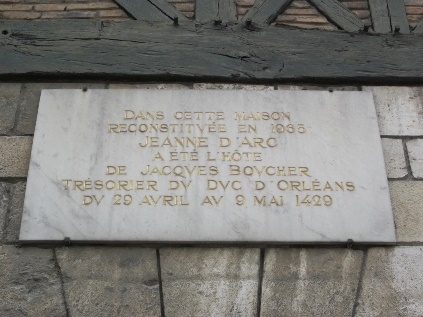 DANS CETTE MAISON
RECONSTITUÉE EN 1965
JEANNE D'ARC
A ÉTÉ L'HÔTE
DE JACQVES BOVCHER
TRÉSORIER DV DVC D'ORLÉANS
DV 29 AVRIL AV 9 MAI 1429